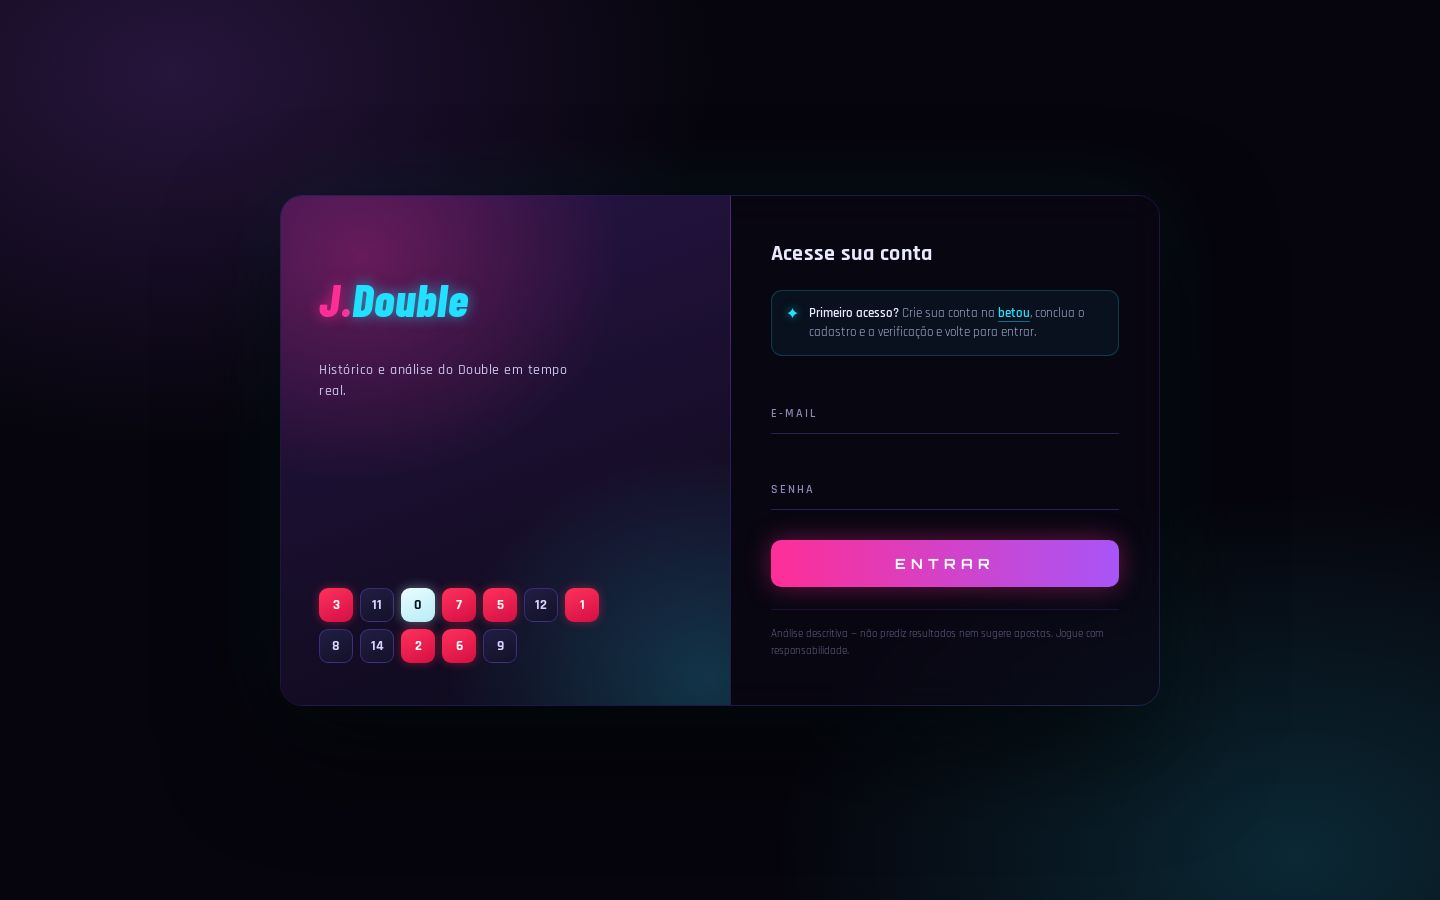 J.Double
Histórico e análise do Double em tempo
real.
3 11 0 7 5 12 1
8 14 2 6 9
Acesse sua conta
✦ Primeiro acesso? Crie sua conta na betou, conclua o
cadastro e a verificação e volte para entrar.
E-MAIL
SENHA
ENTRAR
Análise descritiva — não prediz resultados nem sugere apostas. Jogue com
responsabilidade.